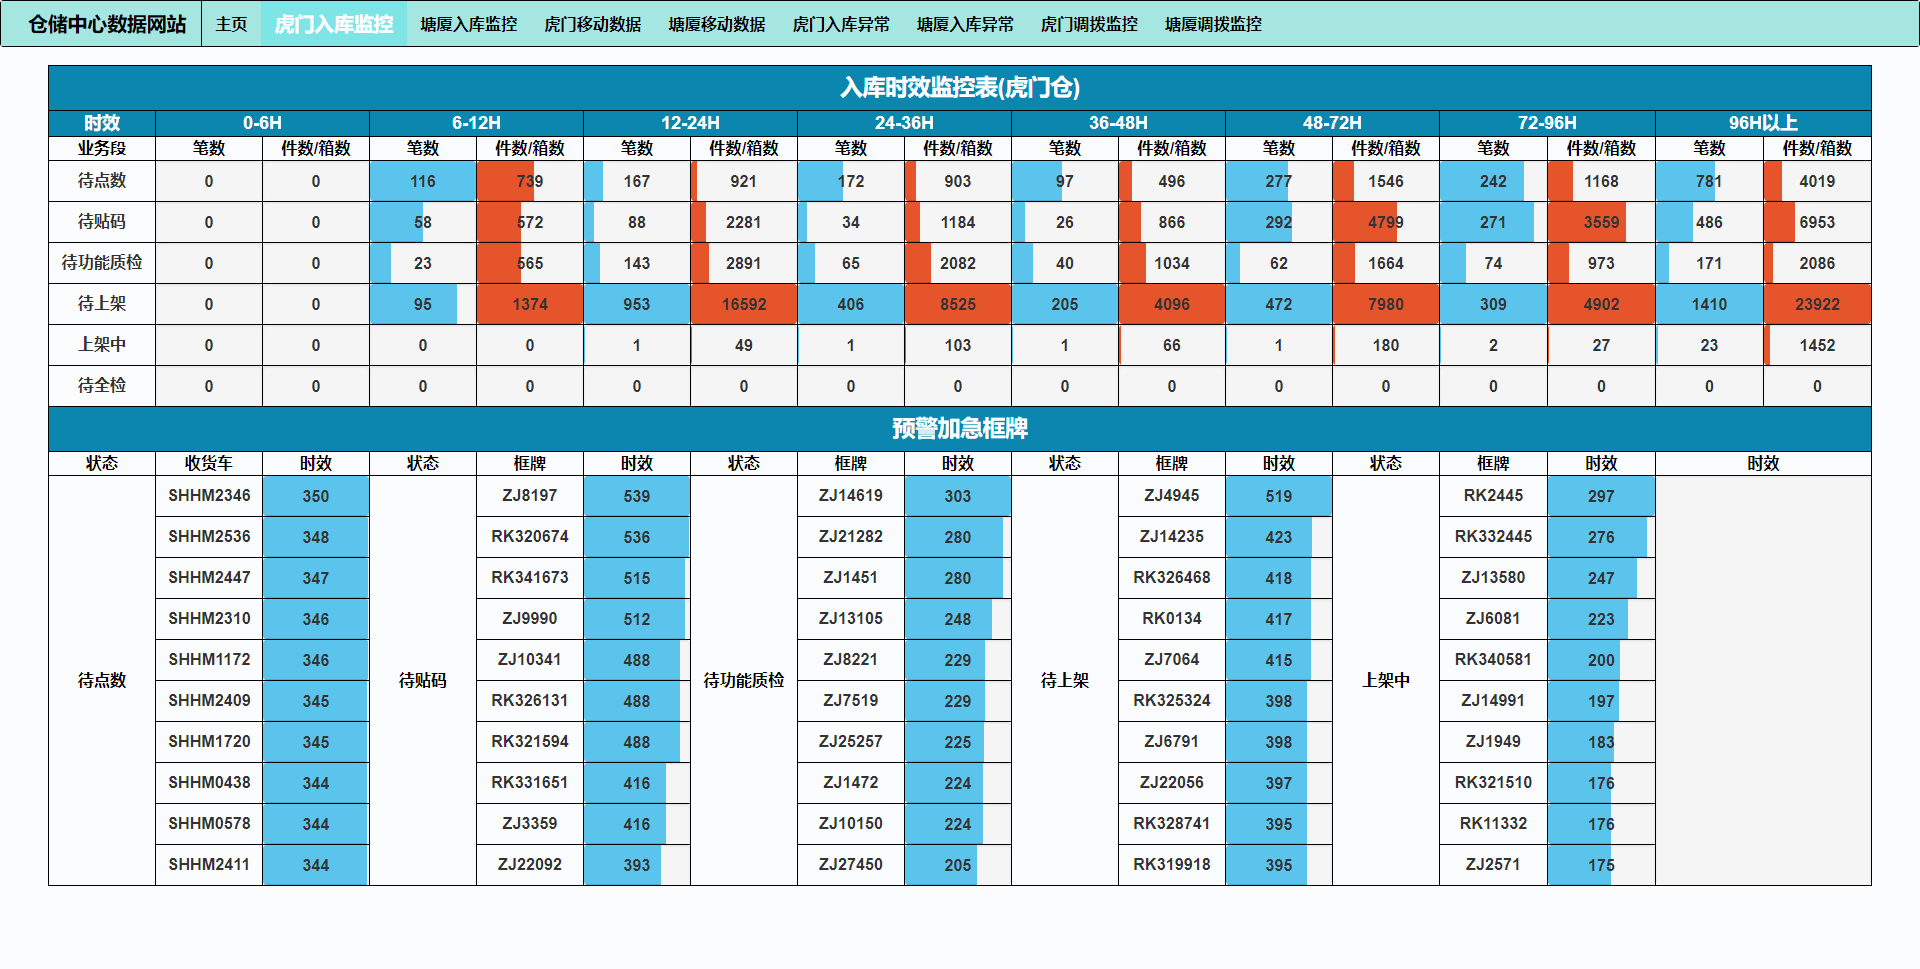 仓储中心数据网站 主页 虎门入库监控 塘厦入库监控 虎门移动数据 塘厦移动数据 虎门入库异常 塘厦入库异常 虎门调拨监控 塘厦调拨监控
入库时效监控表(虎门仓)
时效 0-6H 6-12H 12-24H 24-36H 36-48H 48-72H 72-96H 96H以上
业务段 笔数 件数/箱数 笔数 件数/箱数 笔数 件数/箱数 笔数 件数/箱数 笔数 件数/箱数 笔数 件数/箱数 笔数 件数/箱数 笔数 件数/箱数
待点数 0 0 116 739 167 921 172 903 97 496 277 1546 242 1168 781 4019
待贴码 0 0 58 572 88 2281 34 1184 26 866 292 4799 271 3559 486 6953
待功能质检 0 0 23 565 143 2891 65 2082 40 1034 62 1664 74 973 171 2086
待上架 0 0 95 1374 953 16592 406 8525 205 4096 472 7980 309 4902 1410 23922
上架中 0 0 0 0 1 49 1 103 1 66 1 180 2 27 23 1452
待全检 0 0 0 0 0 0 0 0 0 0 0 0 0 0 0 0
预警加急框牌
状态 收货车 时效 状态 框牌 时效 状态 框牌 时效 状态 框牌 时效 状态 框牌 时效 时效
SHHM2346 350 ZJ8197 539 ZJ14619 303 ZJ4945 519 RK2445 297
SHHM2536 348 RK320674 536 ZJ21282 280 ZJ14235 423 RK332445 276
SHHM2447 347 RK341673 515 ZJ1451 280 RK326468 418 ZJ13580 247
SHHM2310 346 ZJ9990 512 ZJ13105 248 RK0134 417 ZJ6081 223
SHHM1172 346 ZJ10341 488 ZJ8221 229 ZJ7064 415 RK340581 200
待点数 待贴码 待功能质检 待上架 上架中
SHHM2409 345 RK326131 488 ZJ7519 229 RK325324 398 ZJ14991 197
SHHM1720 345 RK321594 488 ZJ25257 225 ZJ6791 398 ZJ1949 183
SHHM0438 344 RK331651 416 ZJ1472 224 ZJ22056 397 RK321510 176
SHHM0578 344 ZJ3359 416 ZJ10150 224 RK328741 395 RK11332 176
SHHM2411 344 ZJ22092 393 ZJ27450 205 RK319918 395 ZJ2571 175